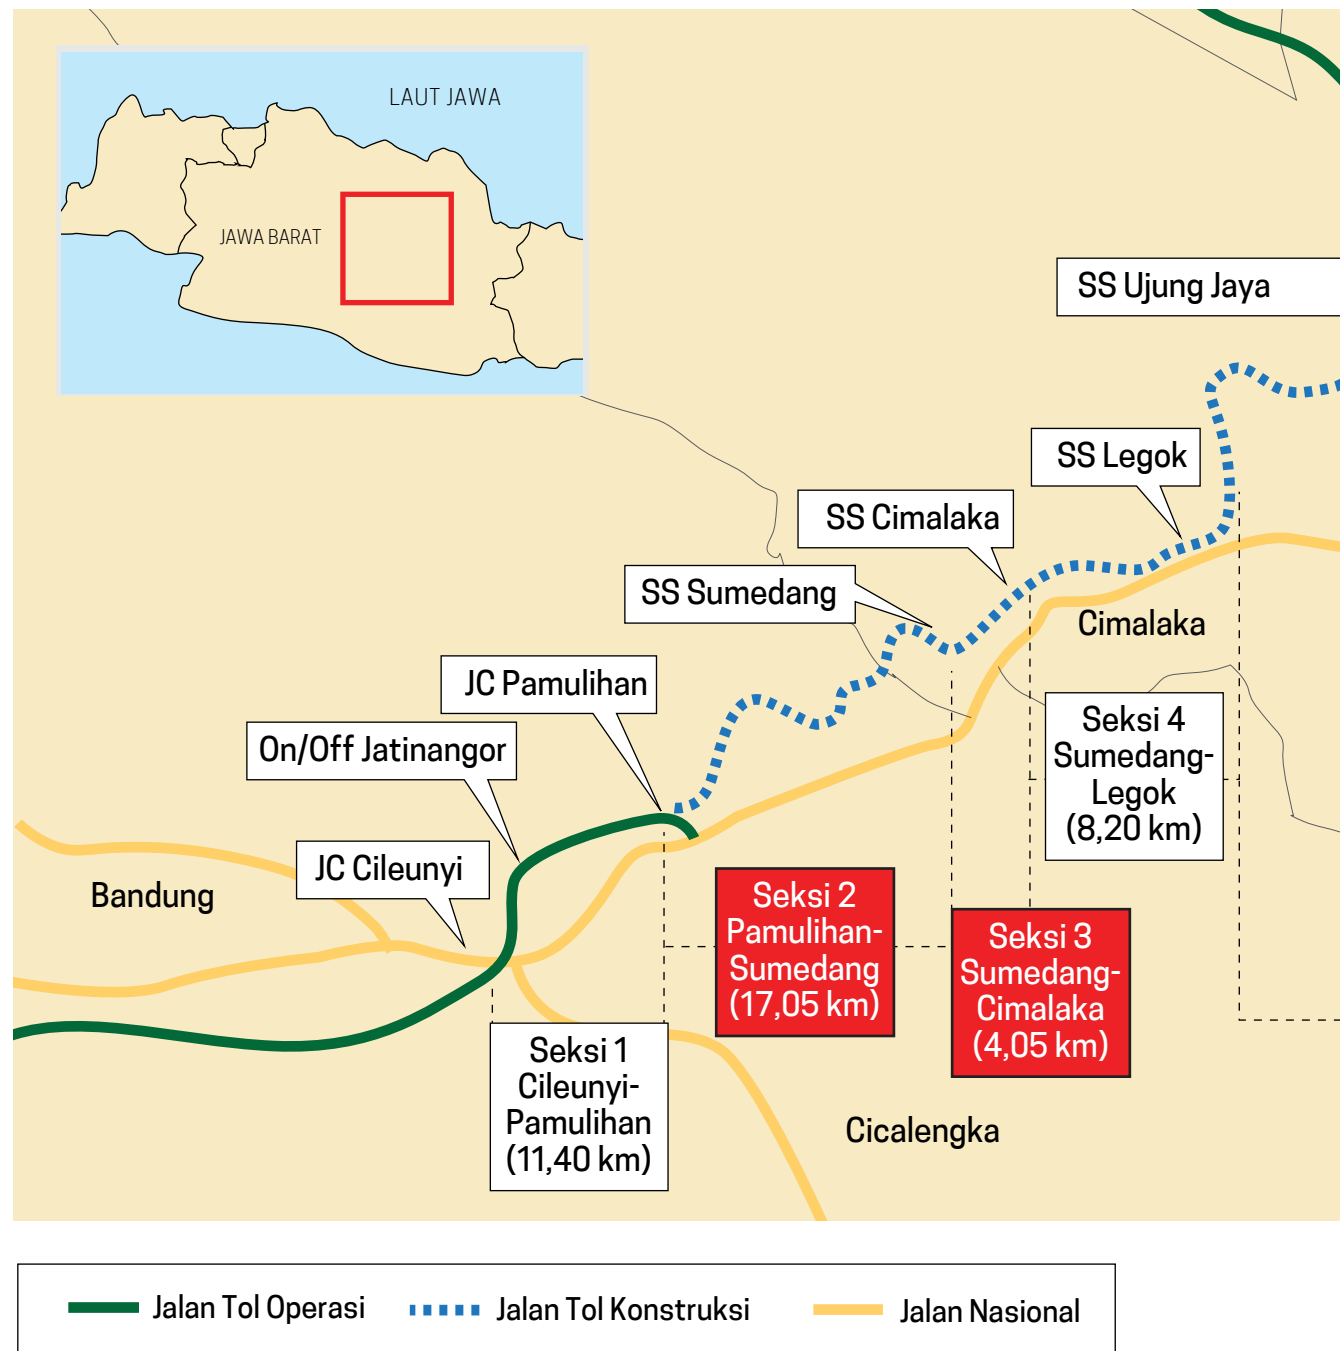 LAUT JAWA
JAWA BARAT
SS Ujung Jaya
SS Legok
SS Cimalaka
SS Sumedang
Cimalaka
JC Pamulihan
On/Off Jatinangor
JC Cileunyi
Bandung
Seksi 4
Sumedang-
Legok
(8,20 km)
Seksi 2
Pamulihan-
Sumedang
(17,05 km)
Seksi 3
Sumedang-
Cimalaka
(4,05 km)
Seksi 1
Cileunyi-
Pamulihan
(11,40 km)
Cicalengka
Jalan Tol Operasi
Jalan Tol Konstruksi
Jalan Nasional